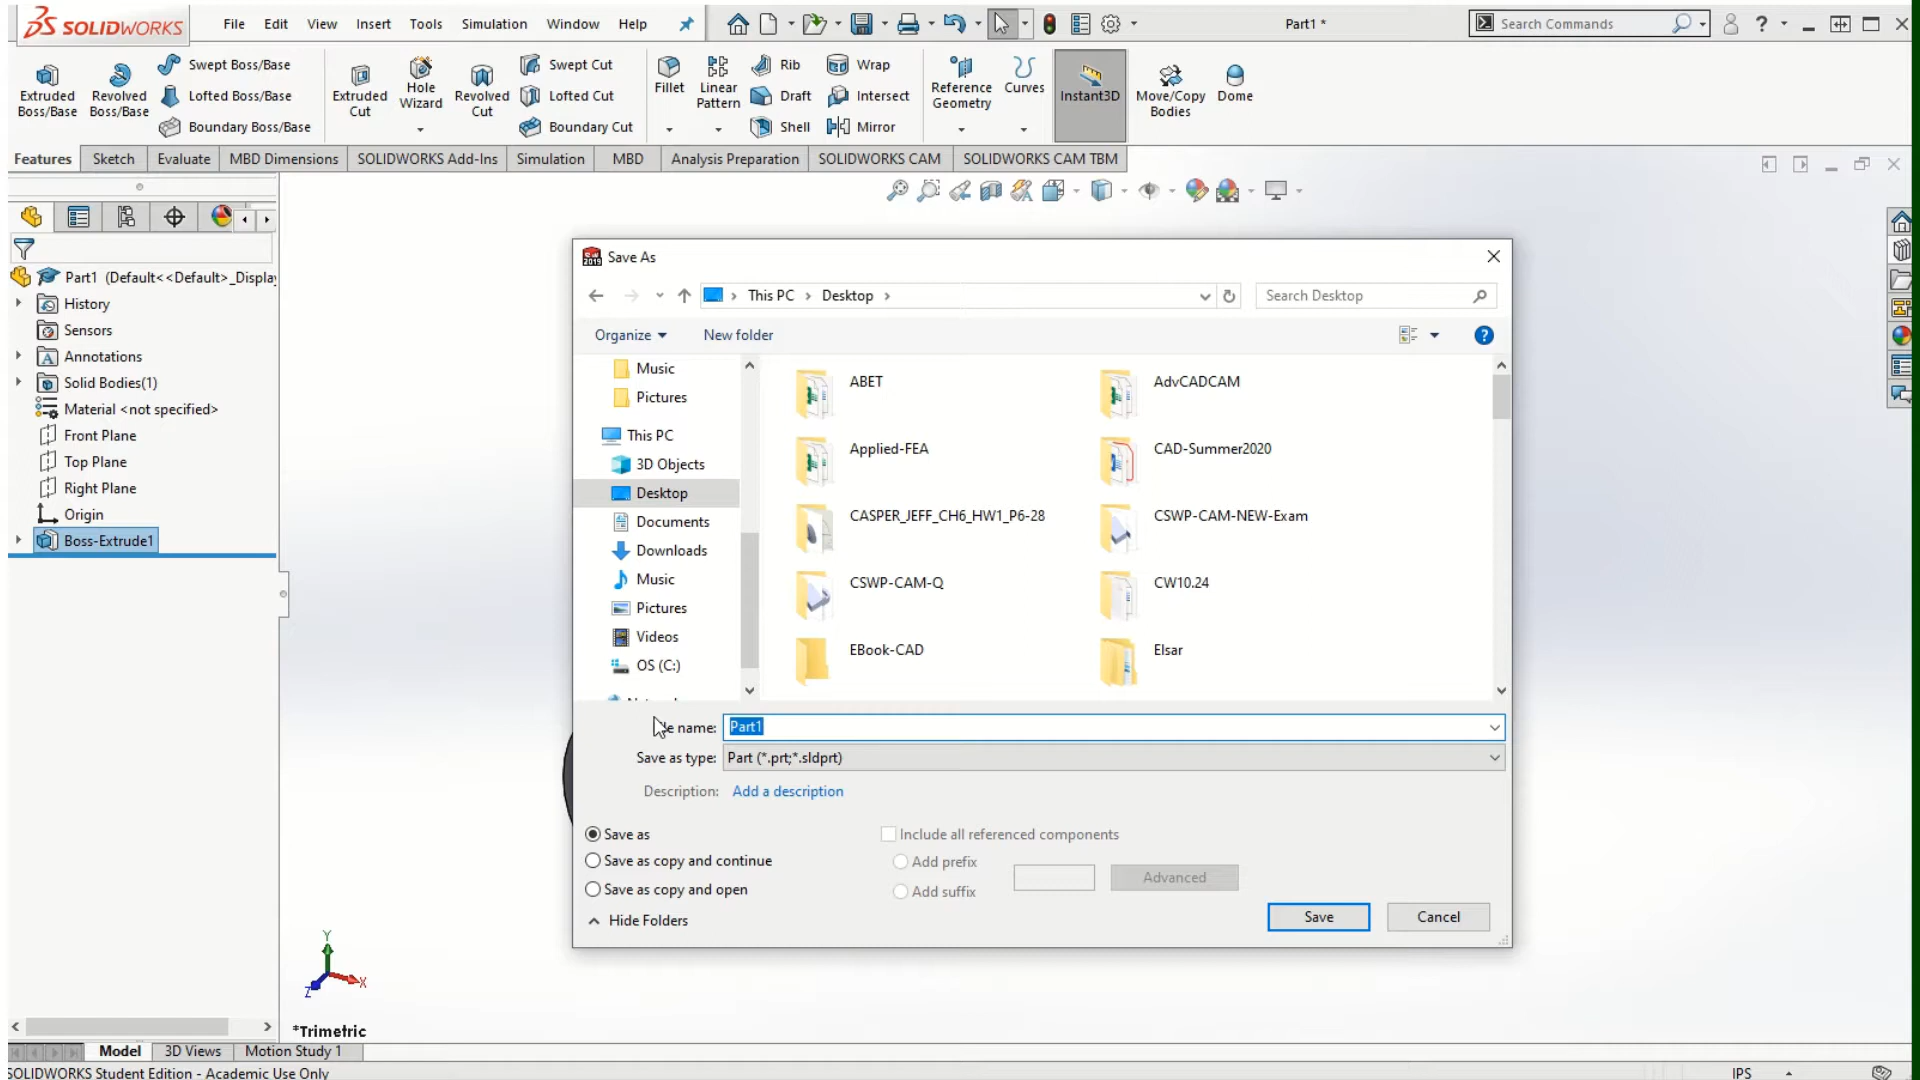 SOLIDWORKS
File Edit View Insert Tools Simulation Window Help
Part1 *
Search Commands
Extruded Boss/Base
Revolved Boss/Base
Swept Boss/Base
Lofted Boss/Base
Boundary Boss/Base
Extruded Cut
Hole Wizard
Revolved Cut
Swept Cut
Lofted Cut
Boundary Cut
Fillet
Linear Pattern
Rib
Draft
Shell
Wrap
Intersect
Mirror
Reference Geometry
Curves
Instant3D
Move/Copy Bodies
Dome
Features Sketch Evaluate MBD Dimensions SOLIDWORKS Add-Ins Simulation MBD Analysis Preparation SOLIDWORKS CAM SOLIDWORKS CAM TBM
Part1 (Default<<Default>_Display
History
Sensors
Annotations
Solid Bodies(1)
Material <not specified>
Front Plane
Top Plane
Right Plane
Origin
Boss-Extrude1
SW 2019 Save As
This PC > Desktop >
Search Desktop
Organize New folder
Music
Pictures
This PC
3D Objects
Desktop
Documents
Downloads
Music
Pictures
Videos
OS (C:)
ABET AdvCADCAM
Applied-FEA CAD-Summer2020
CASPER_JEFF_CH6_HW1_P6-28 CSWP-CAM-NEW-Exam
CSWP-CAM-Q CW10.24
EBook-CAD Elsar
name: Part1
Save as type: Part (*.prt;*.sldprt)
Description: Add a description
Save as
Save as copy and continue
Save as copy and open
Include all referenced components
Add prefix
Add suffix
Advanced
Hide Folders
Save Cancel
Y
X
Z
*Trimetric
Model 3D Views Motion Study 1
SOLIDWORKS Student Edition - Academic Use Only
IPS